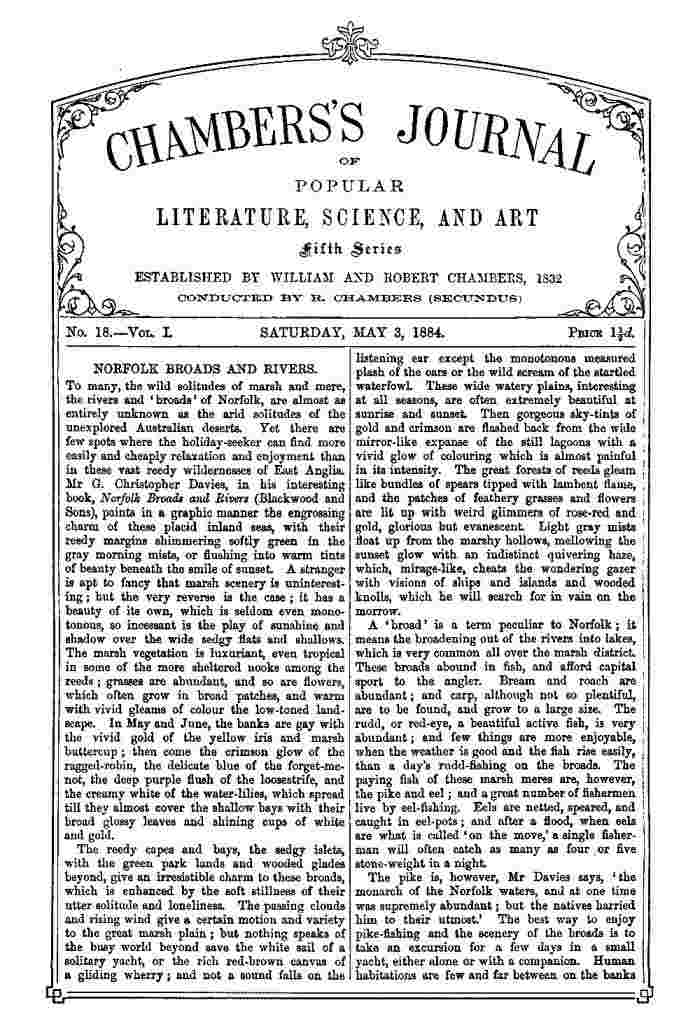 CHAMBERS'S JOURNAL
OF
POPULAR
LITERATURE, SCIENCE, AND ART
Fifth Series
ESTABLISHED BY WILLIAM AND ROBERT CHAMBERS, 1832
CONDUCTED BY R. CHAMBERS (SECUNDUS)
No. 18.—Vol. I.
SATURDAY, MAY 3, 1884.
Price 1½d.
NORFOLK BROADS AND RIVERS.
To many, the wild solitudes of marsh and mere,
the rivers and 'broads' of Norfolk, are almost as
entirely unknown as the arid solitudes of the
unexplored Australian deserts. Yet there are
few spots where the holiday-seeker can find more
easily and cheaply relaxation and enjoyment than
in these vast reedy wildernesses of East Anglia.
Mr G. Christopher Davies, in his interesting
book, Norfolk Broads and Rivers (Blackwood and
Sons), paints in a graphic manner the engrossing
charm of these placid inland seas, with their
reedy margins shimmering softly green in the
gray morning mists, or flushing into warm tints
of beauty beneath the smile of sunset. A stranger
is apt to fancy that marsh scenery is uninterest-
ing; but the very reverse is the case; it has a
beauty of its own, which is seldom even mono-
tonous, so incessant is the play of sunshine and
shadow over the wide sedgy flats and shallows.
The marsh vegetation is luxuriant, even tropical
in some of the more sheltered nooks among the
reeds; grasses are abundant, and so are flowers,
which often grow in broad patches, and warm
with vivid gleams of colour the low-toned land-
scape. In May and June, the banks are gay with
the vivid gold of the yellow iris and marsh
buttercup; then come the crimson glow of the
ragged-robin, the delicate blue of the forget-me-
not, the deep purple flush of the loosestrife, and
the creamy white of the water-lilies, which spread
till they almost cover the shallow bays with their
broad glossy leaves and shining cups of white
and gold.
The reedy capes and bays, the sedgy islets,
with the green park lands and wooded glades
beyond, give an irresistible charm to these broads,
which is enhanced by the soft stillness of their
utter solitude and loneliness. The passing clouds
and rising wind give a certain motion and variety
to the great marsh plain; but nothing speaks of
the busy world beyond save the white sail of a
solitary yacht, or the rich red-brown canvas of
a gliding wherry; and not a sound falls on the
listening ear except the monotonous measured
plash of the oars or the wild scream of the startled
waterfowl. These wide watery plains, interesting
at all seasons, are often extremely beautiful at
sunrise and sunset. Then gorgeous sky-tints of
gold and crimson are flashed back from the wide
mirror-like expanse of the still lagoons with a
vivid glow of colouring which is almost painful
in its intensity. The great forests of reeds gleam
like bundles of spears tipped with lambent flame,
and the patches of feathery grasses and flowers
are lit up with weird glimmers of rose-red and
gold, glorious but evanescent. Light gray mists
float up from the marshy hollows, mellowing the
sunset glow with an indistinct quivering haze,
which, mirage-like, cheats the wondering gazer
with visions of ships and islands and wooded
knolls, which he will search for in vain on the
morrow.
A 'broad' is a term peculiar to Norfolk; it
means the broadening out of the rivers into lakes,
which is very common all over the marsh district.
These broads abound in fish, and afford capital
sport to the angler. Bream and roach are
abundant; and carp, although not so plentiful,
are to be found, and grow to a large size. The
rudd, or red-eye, a beautiful active fish, is very
abundant; and few things are more enjoyable,
when the weather is good and the fish rise easily,
than a day's rudd-fishing on the broads. The
paying fish of these marsh meres are, however,
the pike and eel; and a great number of fishermen
live by eel-fishing. Eels are netted, speared, and
caught in eel-pots; and after a flood, when eels
are what is called 'on the move,' a single fisher-
man will often catch as many as four or five
stone-weight in a night.
The pike is, however, Mr Davies says, 'the
monarch of the Norfolk waters, and at one time
was supremely abundant; but the natives harried
him to their utmost.' The best way to enjoy
pike-fishing and the scenery of the broads is to
take an excursion for a few days in a small
yacht, either alone or with a companion. Human
habitations are few and far between on the banks